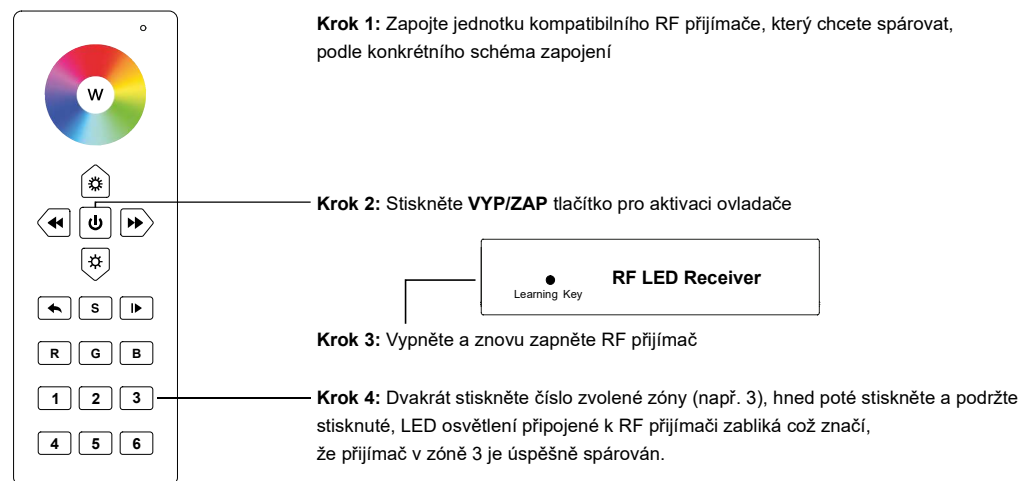 Krok 1: Zapojte jednotku kompatibilního RF přijímače, který chcete spárovat,
podle konkrétního schéma zapojení
W
Krok 2: Stiskněte VYP/ZAP tlačítko pro aktivaci ovladače
RF LED Receiver
Learning Key
S
Krok 3: Vypněte a znovu zapněte RF přijímač
R G B
1 2 3
Krok 4: Dvakrát stiskněte číslo zvolené zóny (např. 3), hned poté stiskněte a podržte
stisknuté, LED osvětlení připojené k RF přijímači zabliká což značí,
že přijímač v zóně 3 je úspěšně spárován.
4 5 6